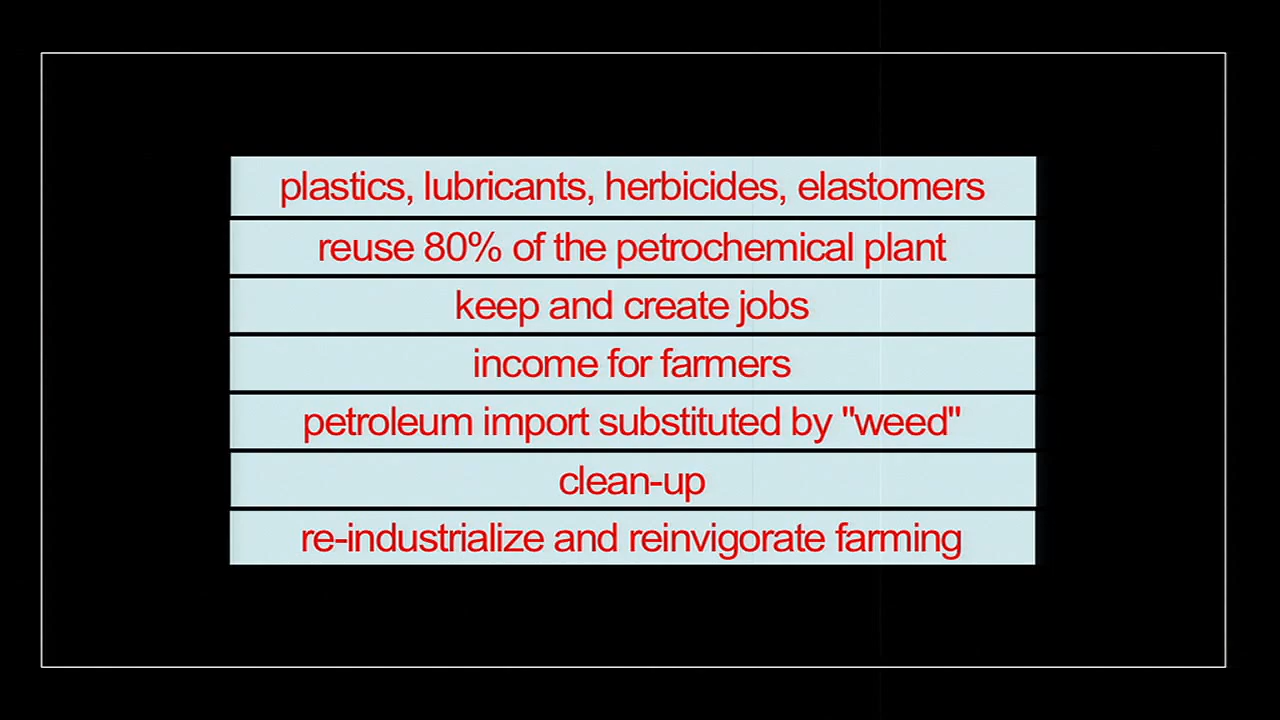 plastics, lubricants, herbicides, elastomers
reuse 80% of the petrochemical plant
keep and create jobs
income for farmers
petroleum import substituted by "weed"
clean-up
re-industrialize and reinvigorate farming